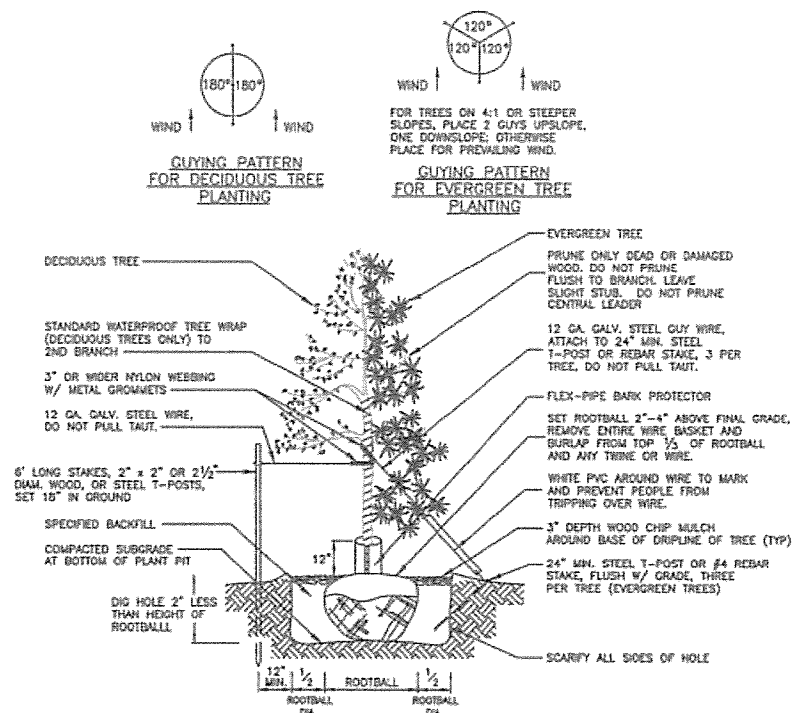 180° 180°
WIND WIND
GUYING PATTERN
FOR DECIDUOUS TREE
PLANTING
120°
120° 120°
WIND WIND
FOR TREES ON 4:1 OR STEEPER
SLOPES, PLACE 2 GUYS UPSLOPE,
ONE DOWNSLOPE; OTHERWISE
PLACE FOR PREVAILING WIND.
GUYING PATTERN
FOR EVERGREEN TREE
PLANTING
DECIDUOUS TREE
STANDARD WATERPROOF TREE WRAP
(DECIDUOUS TREES ONLY) TO
2ND BRANCH
3" OR WIDER NYLON WEBBING
W/ METAL GROMMETS
12 GA. GALV. STEEL WIRE,
DO NOT PULL TAUT.
6' LONG STAKES, 2" x 2" OR 2 1/2"
DIAM. WOOD, OR STEEL T-POSTS,
SET 18" IN GROUND
SPECIFIED BACKFILL
COMPACTED SUBGRADE
AT BOTTOM OF PLANT PIT
DIG HOLE 2" LESS
THAN HEIGHT OF
ROOTBALLL
12"
EVERGREEN TREE
PRUNE ONLY DEAD OR DAMAGED
WOOD. DO NOT PRUNE
FLUSH TO BRANCH. LEAVE
SLIGHT STUB. DO NOT PRUNE
CENTRAL LEADER
12 GA. GALV. STEEL GUY WIRE,
ATTACH TO 24" MIN. STEEL
T-POST OR REBAR STAKE, 3 PER
TREE, DO NOT PULL TAUT.
FLEX-PIPE BARK PROTECTOR
SET ROOTBALL 2"-4" ABOVE FINAL GRADE,
REMOVE ENTIRE WIRE BASKET AND
BURLAP FROM TOP 1/3 OF ROOTBALL
AND ANY TWINE OR WIRE.
WHITE PVC AROUND WIRE TO MARK
AND PREVENT PEOPLE FROM
TRIPPING OVER WIRE.
3" DEPTH WOOD CHIP MULCH
AROUND BASE OF DRIPLINE OF TREE (TYP)
24" MIN. STEEL T-POST OR #4 REBAR
STAKE, FLUSH W/ GRADE, THREE
PER TREE (EVERGREEN TREES)
SCARIFY ALL SIDES OF HOLE
12" 1/2 ROOTBALL 1/2
MIN. ROOTBALL ROOTBALL
DIA. DIA.